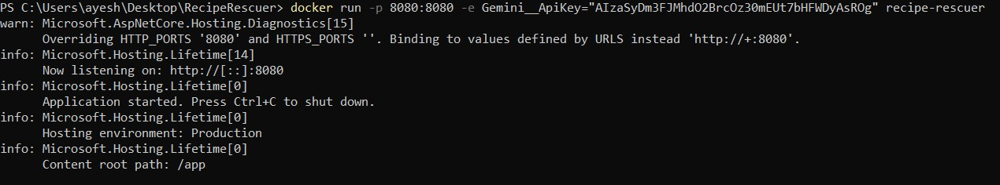 PS C:\Users\ayesh\Desktop\RecipeRescuer> docker run -p 8080:8080 -e Gemini__ApiKey="AIzaSyDm3FJMhdO2BrcOz30mEUt7bHFWDyAsROg" recipe-rescuer
warn: Microsoft.AspNetCore.Hosting.Diagnostics[15]
      Overriding HTTP_PORTS '8080' and HTTPS_PORTS ''. Binding to values defined by URLS instead 'http://+:8080'.
info: Microsoft.Hosting.Lifetime[14]
      Now listening on: http://[::]:8080
info: Microsoft.Hosting.Lifetime[0]
      Application started. Press Ctrl+C to shut down.
info: Microsoft.Hosting.Lifetime[0]
      Hosting environment: Production
info: Microsoft.Hosting.Lifetime[0]
      Content root path: /app